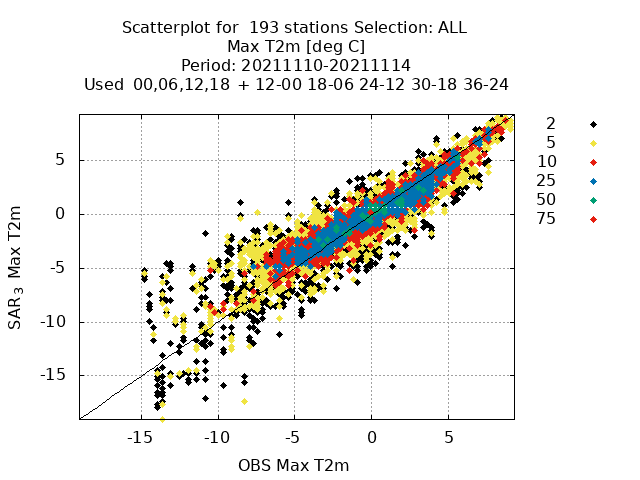 Scatterplot for  193 stations Selection: ALL
Max T2m [deg C]
Period: 20211110-20211114
Used  00,06,12,18  + 12-00 18-06 24-12 30-18 36-24
2
5
10
25
50
75
5
0
-5
-10
-15
SAR3 Max T2m
-15 -10 -5 0 5
OBS Max T2m